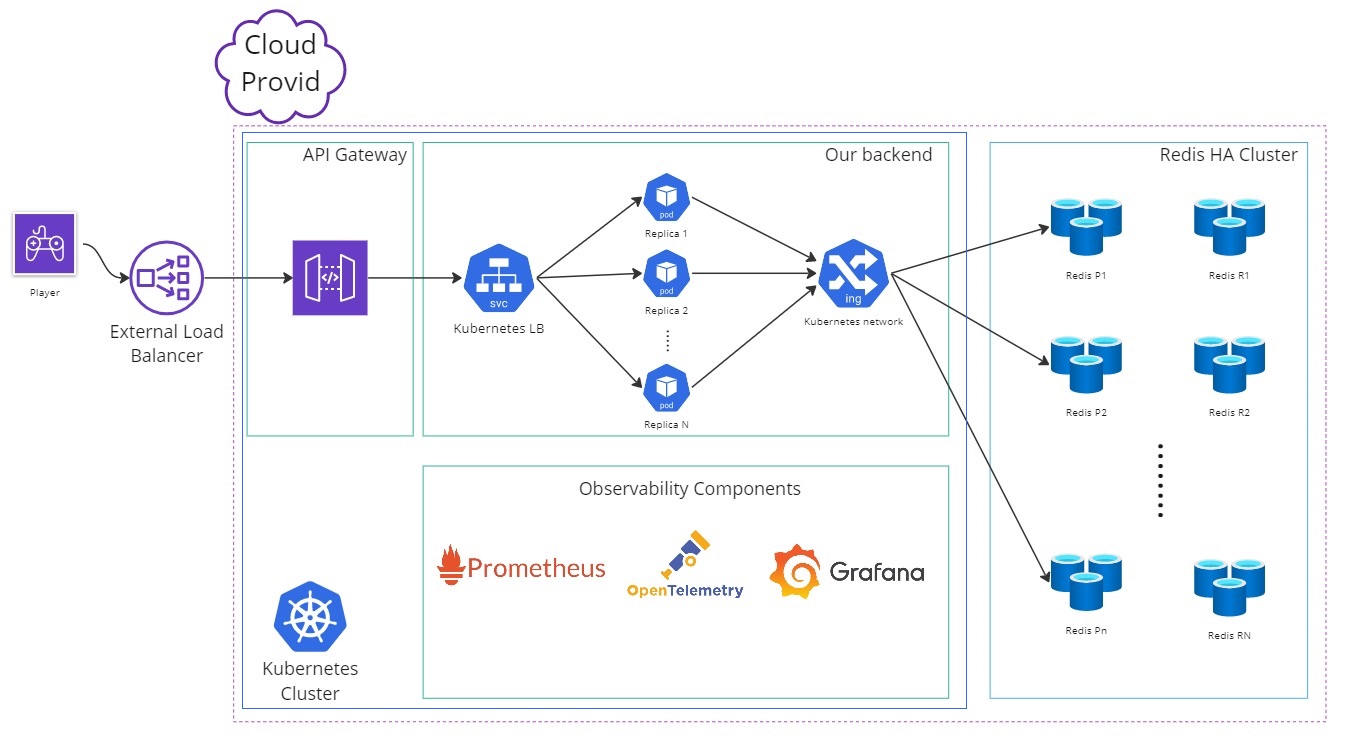 Cloud
Provid
API Gateway
Our backend
Redis HA Cluster
Player
External Load
Balancer
</>
svc
Kubernetes LB
pod
Replica 1
pod
Replica 2
pod
Replica N
ing
Kubernetes network
Redis P1
Redis R1
Redis P2
Redis R2
Redis Pn
Redis RN
Observability Components
Prometheus
OpenTelemetry
Grafana
Kubernetes
Cluster